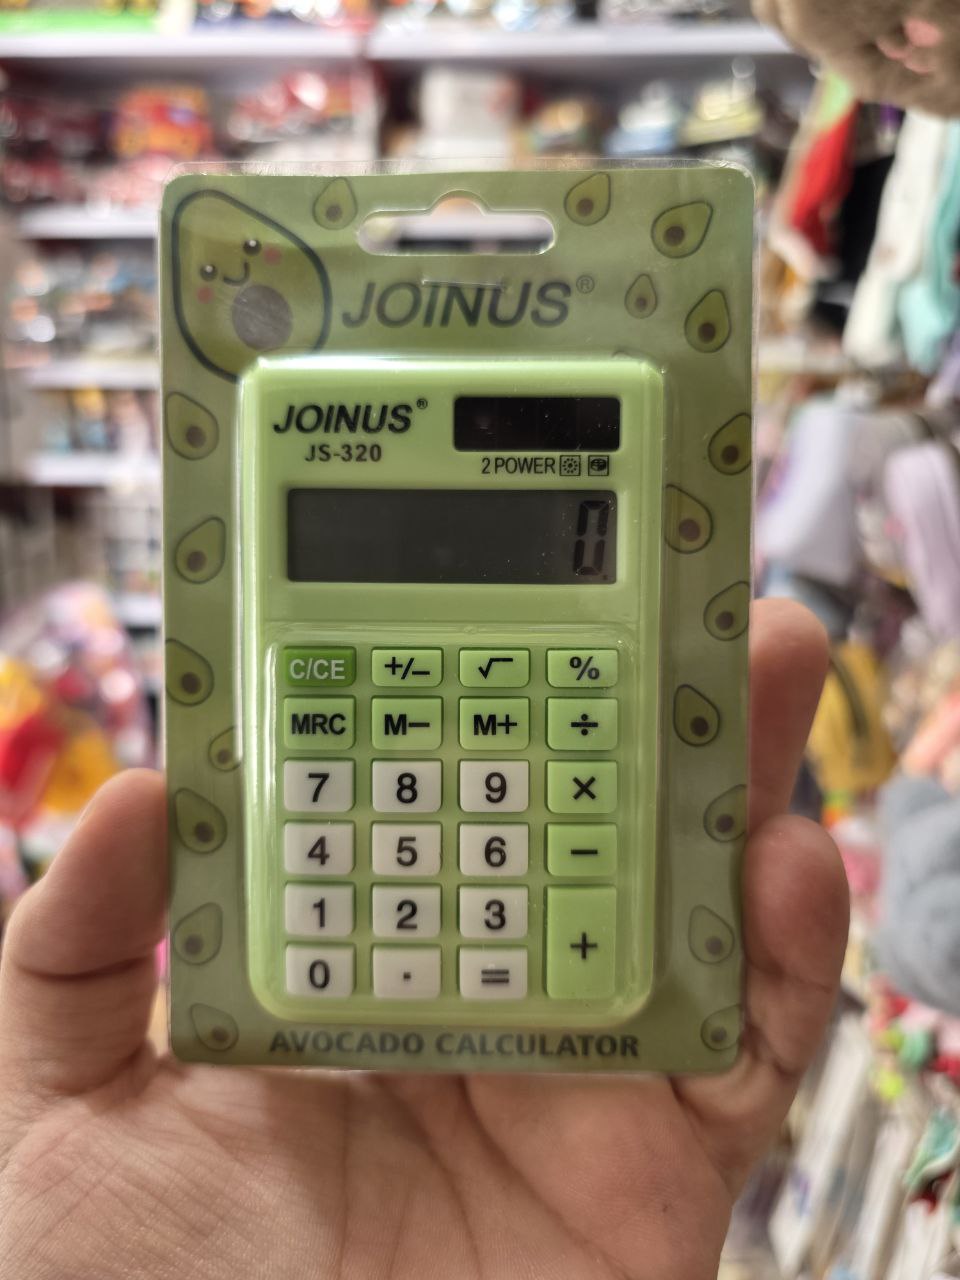 JOINUS®
JOINUS®
JS-320
2 POWER
0.
C/CE +/− √ %
MRC M− M+ ÷
7 8 9 ×
4 5 6 −
1 2 3 +
0 . =
AVOCADO CALCULATOR